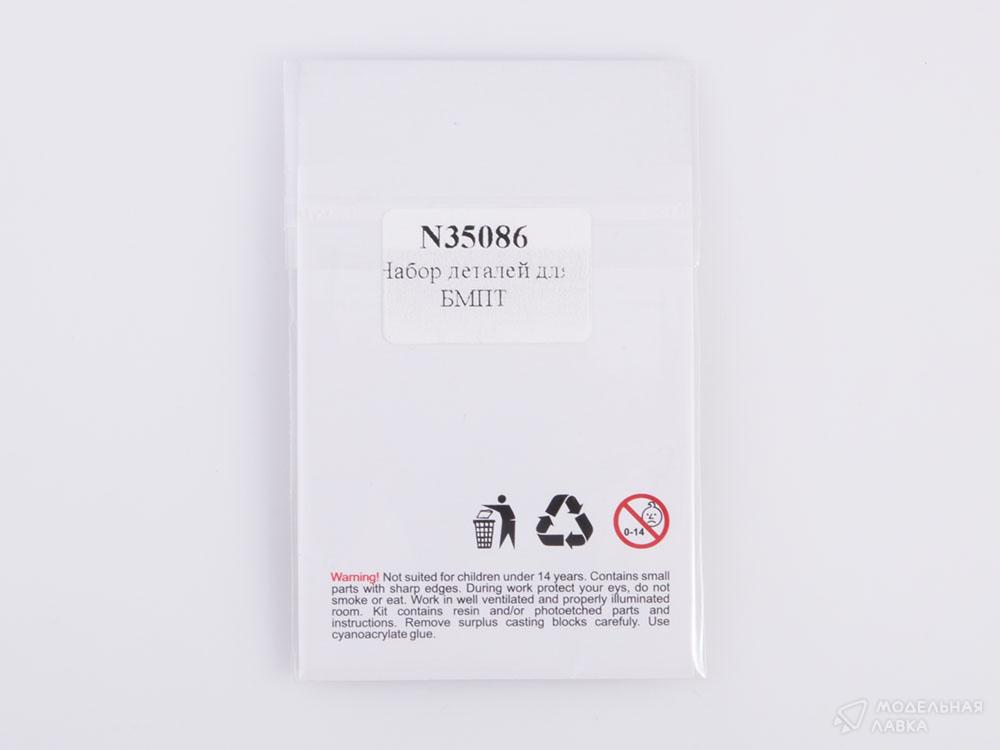 N35086
Набор деталей для
БМПТ
0-14
Warning! Not suited for children under 14 years. Contains small
parts with sharp edges. During work protect your eyes, do not
smoke or eat. Work in well ventilated and properly illuminated
room. Kit contains resin and/or photoetched parts and
instructions. Remove surplus casting blocks carefuly. Use
cyanoacrylate glue.
МОДЕЛЬНАЯ
ЛАВКА